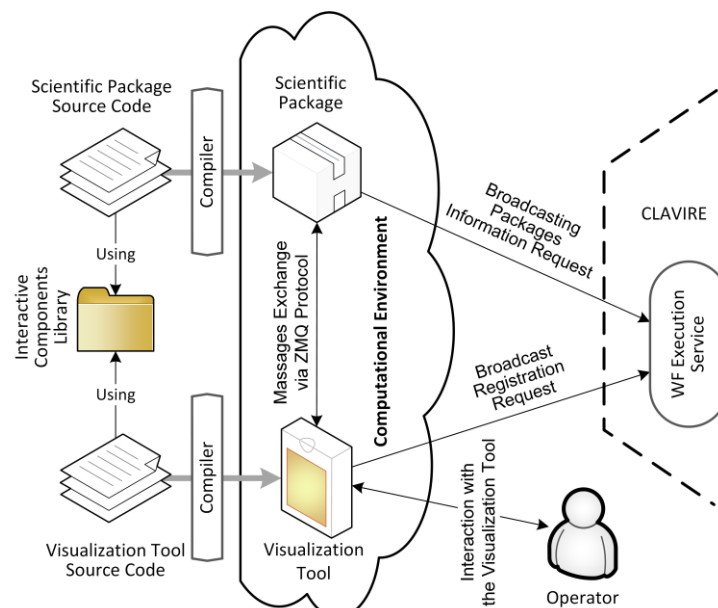 Scientific Package
Source Code
Compiler
Scientific
Package
Using
Interactive
Components
Library
Using
Massages Exchange
via ZMQ Protocol
Computational Environment
Broadcasting
Packages
Information Request
CLAVIRE
WF Execution
Service
Broadcast
Registration
Request
Compiler
Visualization Tool
Source Code
Visualization
Tool
Interaction with
the Visualization Tool
Operator